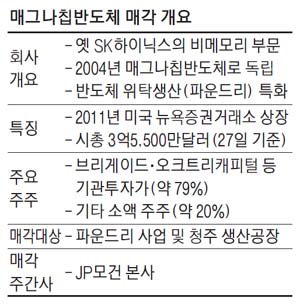 매그나칩반도체 매각 개요
회사
개요
- 옛 SK하이닉스의 비메모리 부문
- 2004년 매그나칩반도체로 독립
- 반도체 위탁생산(파운드리) 특화
특징
- 2011년 미국 뉴욕증권거래소 상장
- 시총 3억5.500만달러(27일 기준)
주요
주주
- 브리게이드·오크트리캐피털 등
기관투자가(약 79%)
- 기타 소액 주주(약 20%)
매각대상
- 파운드리 사업 및 청주 생산공장
매각
주간사
- JP모건 본사